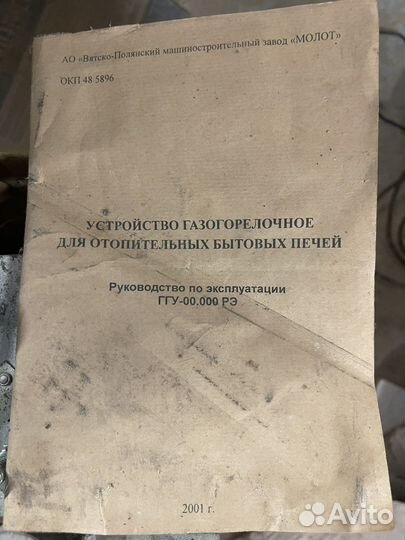 АО «Вятско-Полянский машиностроительный завод «МОЛОТ»
ОКП 48 5896
УСТРОЙСТВО ГАЗОГОРЕЛОЧНОЕ
ДЛЯ ОТОПИТЕЛЬНЫХ БЫТОВЫХ ПЕЧЕЙ
Руководство по эксплуатации
ГГУ-00.000 РЭ
2001 г.
Avito